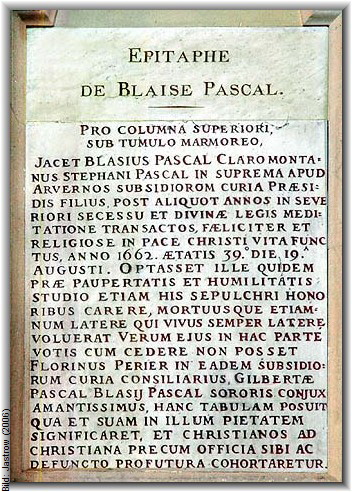 EPITAPHE
DE BLAISE PASCAL.
PRO COLUMNA SUPERIORI,
SUB TUMULO MARMOREO,
JACET BLASIUS PASCAL CLAROMONTA-
NUS STEPHANI PASCAL IN SUPREMA APUD
ARVERNOS SUBSIDIOROM CURIA PRÆSI-
DIS FILIUS, POST ALIQUOT ANNOS IN SEVE
RIORI SECESSU ET DIVINÆ LEGIS MEDI-
TATIONE TRANSACTOS, FÆLICITER ET
RELIGIOSE IN PACE CHRISTI VITA FUNC
TUS, ANNO 1662. ÆTATIS 39.º DIE 19.ᴬ
AUGUSTI. OPTASSET ILLE QUIDEM
PRÆ PAUPERTATIS ET HUMILITÂTIS
STUDIO ETIAM HIS SEPULCHRI HONO
RIBUS CARERE, MORTUUSQUE ETIAM-
NUM LATERE QUI VIVUS SEMPER LATERE
VOLUERAT VERUM EJUS IN HAC PARTE
VOTIS CUM CEDERE NON POSSET
FLORINUS PERIER IN EADEM SUBSIDIO-
RUM CURIA CONSILIARIUS, GILBERTÆ
PASCAL BLASIJ PASCAL SORORIS CONJUX
AMANTISSIMUS, HANC TABULAM POSUIT
QUA ET SUAM IN ILLUM PIETATEM
SIGNIFICARET, ET CHRISTIANOS AD
CHRISTIANA PRECUM OFFICIA SIBI AC
DEFUNCTO PROFUTURA COHORTARETUR.
Bild: Jastrow (2006)